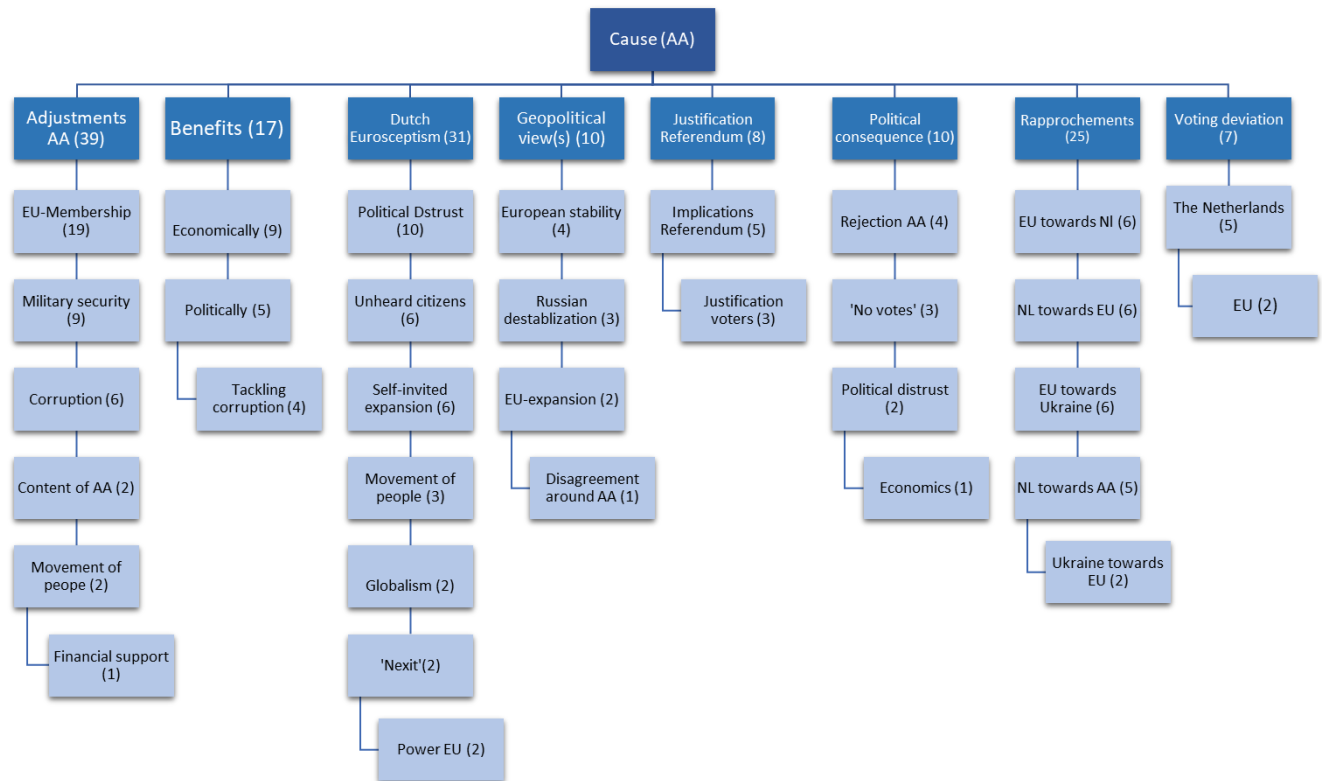 Cause (AA)
Adjustments
AA (39)
Benefits (17)
Dutch
Eurosceptism (31)
Geopolitical
view(s) (10)
Justification
Referendum (8)
Political
consequence (10)
Rapprochements
(25)
Voting deviation
(7)
EU-Membership
(19)
Military security
(9)
Corruption (6)
Content of AA (2)
Movement of
peope (2)
Financial support
(1)
Economically (9)
Politically (5)
Tackling
corruption (4)
Political Dstrust
(10)
Unheard citizens
(6)
Self-invited
expansion (6)
Movement of
people (3)
Globalism (2)
'Nexit'(2)
Power EU (2)
European stability
(4)
Russian
destablization (3)
EU-expansion (2)
Disagreement
around AA (1)
Implications
Referendum (5)
Justification
voters (3)
Rejection AA (4)
'No votes' (3)
Political distrust
(2)
Economics (1)
EU towards Nl (6)
NL towards EU (6)
EU towards
Ukraine (6)
NL towards AA (5)
Ukraine towards
EU (2)
The Netherlands
(5)
EU (2)